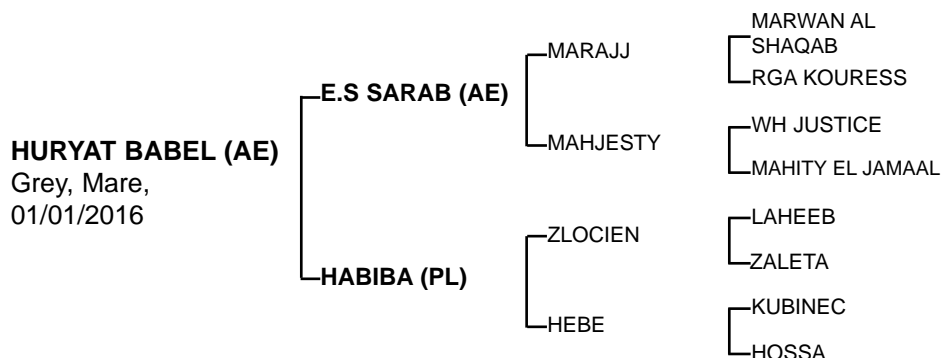 HURYAT BABEL (AE)
Grey, Mare,
01/01/2016
E.S SARAB (AE)
HABIBA (PL)
MARAJJ
MAHJESTY
ZLOCIEN
HEBE
MARWAN AL
SHAQAB
RGA KOURESS
WH JUSTICE
MAHITY EL JAMAAL
LAHEEB
ZALETA
KUBINEC
HOSSA